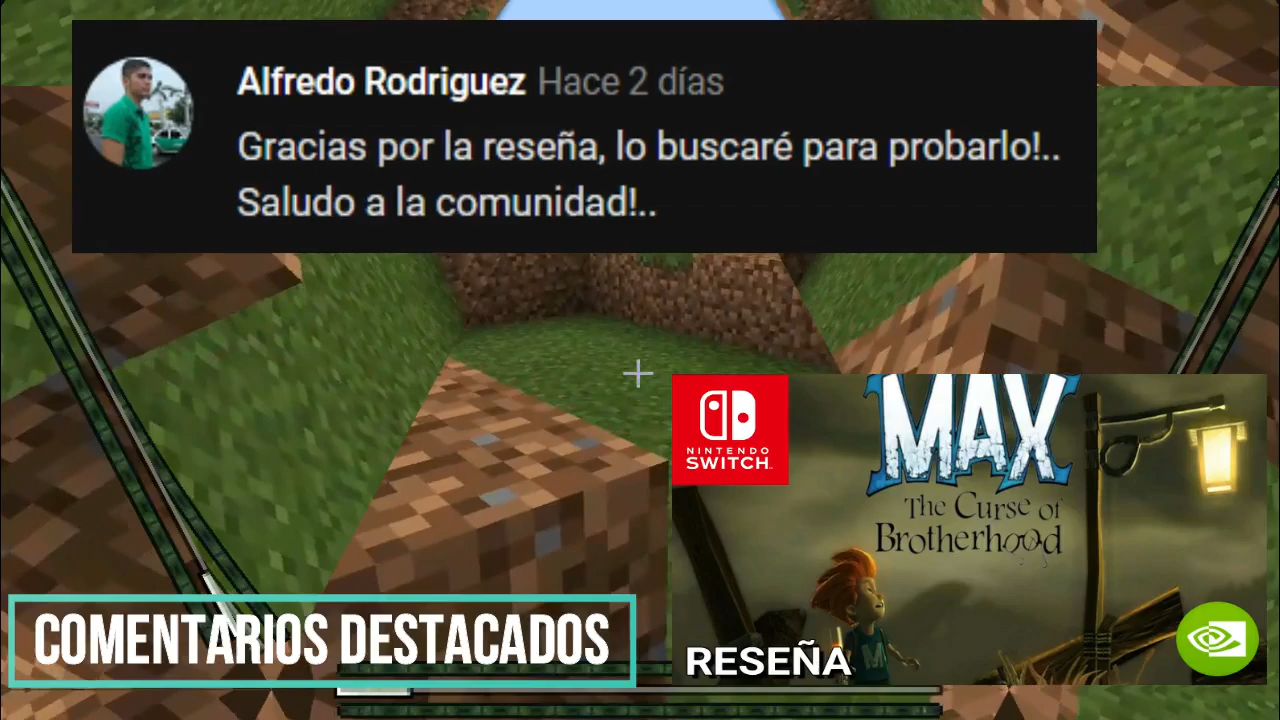 Alfredo Rodriguez Hace 2 días
Gracias por la reseña, lo buscaré para probarlo!..
Saludo a la comunidad!..
NINTENDO
SWITCH
MAX
The Curse of
Brotherhood
M
RESEÑA
COMENTARIOS DESTACADOS